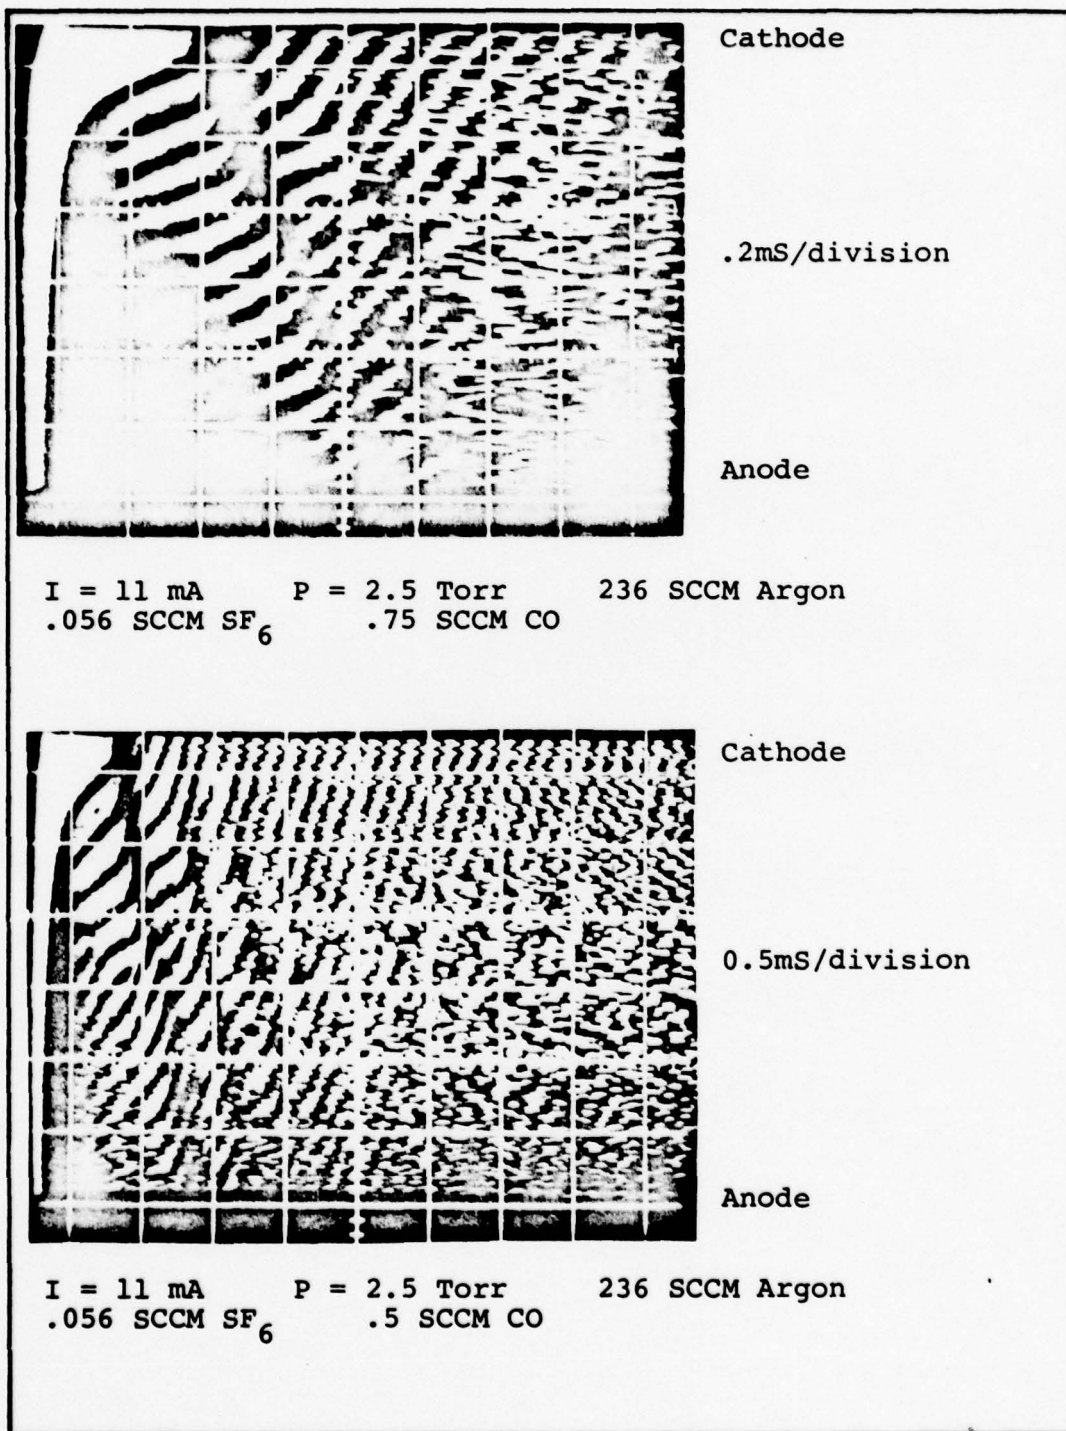 Cathode
.2mS/division
Anode
I = 11 mA P = 2.5 Torr 236 SCCM Argon
.056 SCCM SF6 .75 SCCM CO
Cathode
0.5mS/division
Anode
I = 11 mA P = 2.5 Torr 236 SCCM Argon
.056 SCCM SF6 .5 SCCM CO